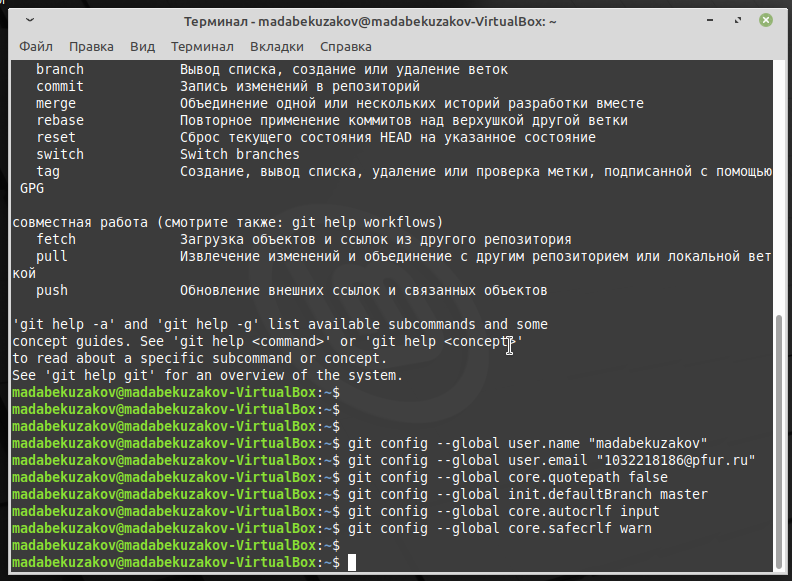 Терминал - madabekuzakov@madabekuzakov-VirtualBox: ~
Файл Правка Вид Терминал Вкладки Справка
branch Вывод списка, создание или удаление веток
commit Запись изменений в репозиторий
merge Объединение одной или нескольких историй разработки вместе
rebase Повторное применение коммитов над верхушкой другой ветки
reset Сброс текущего состояния HEAD на указанное состояние
switch Switch branches
tag Создание, вывод списка, удаление или проверка метки, подписанной с помощью
GPG
совместная работа (смотрите также: git help workflows)
fetch Загрузка объектов и ссылок из другого репозитория
pull Извлечение изменений и объединение с другим репозиторием или локальной вет
кой
push Обновление внешних ссылок и связанных объектов
'git help -a' and 'git help -g' list available subcommands and some
concept guides. See 'git help <command>' or 'git help <concept>'
to read about a specific subcommand or concept.
See 'git help git' for an overview of the system.
madabekuzakov@madabekuzakov-VirtualBox:~$
madabekuzakov@madabekuzakov-VirtualBox:~$
madabekuzakov@madabekuzakov-VirtualBox:~$
madabekuzakov@madabekuzakov-VirtualBox:~$ git config --global user.name "madabekuzakov"
madabekuzakov@madabekuzakov-VirtualBox:~$ git config --global user.email "1032218186@pfur.ru"
madabekuzakov@madabekuzakov-VirtualBox:~$ git config --global core.quotepath false
madabekuzakov@madabekuzakov-VirtualBox:~$ git config --global init.defaultBranch master
madabekuzakov@madabekuzakov-VirtualBox:~$ git config --global core.autocrlf input
madabekuzakov@madabekuzakov-VirtualBox:~$ git config --global core.safecrlf warn
madabekuzakov@madabekuzakov-VirtualBox:~$
madabekuzakov@madabekuzakov-VirtualBox:~$